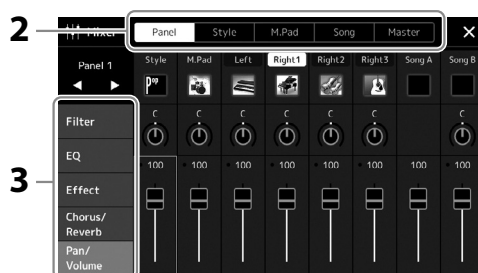 2
Mixer
Panel Style M.Pad Song Master
Panel 1
Style M.Pad Left Right1 Right2 Right3 Song A Song B
Pop
C C C C C C C
100 100 100 100 100 100 100 100
3
Filter
EQ
Effect
Chorus/
Reverb
Pan/
Volume